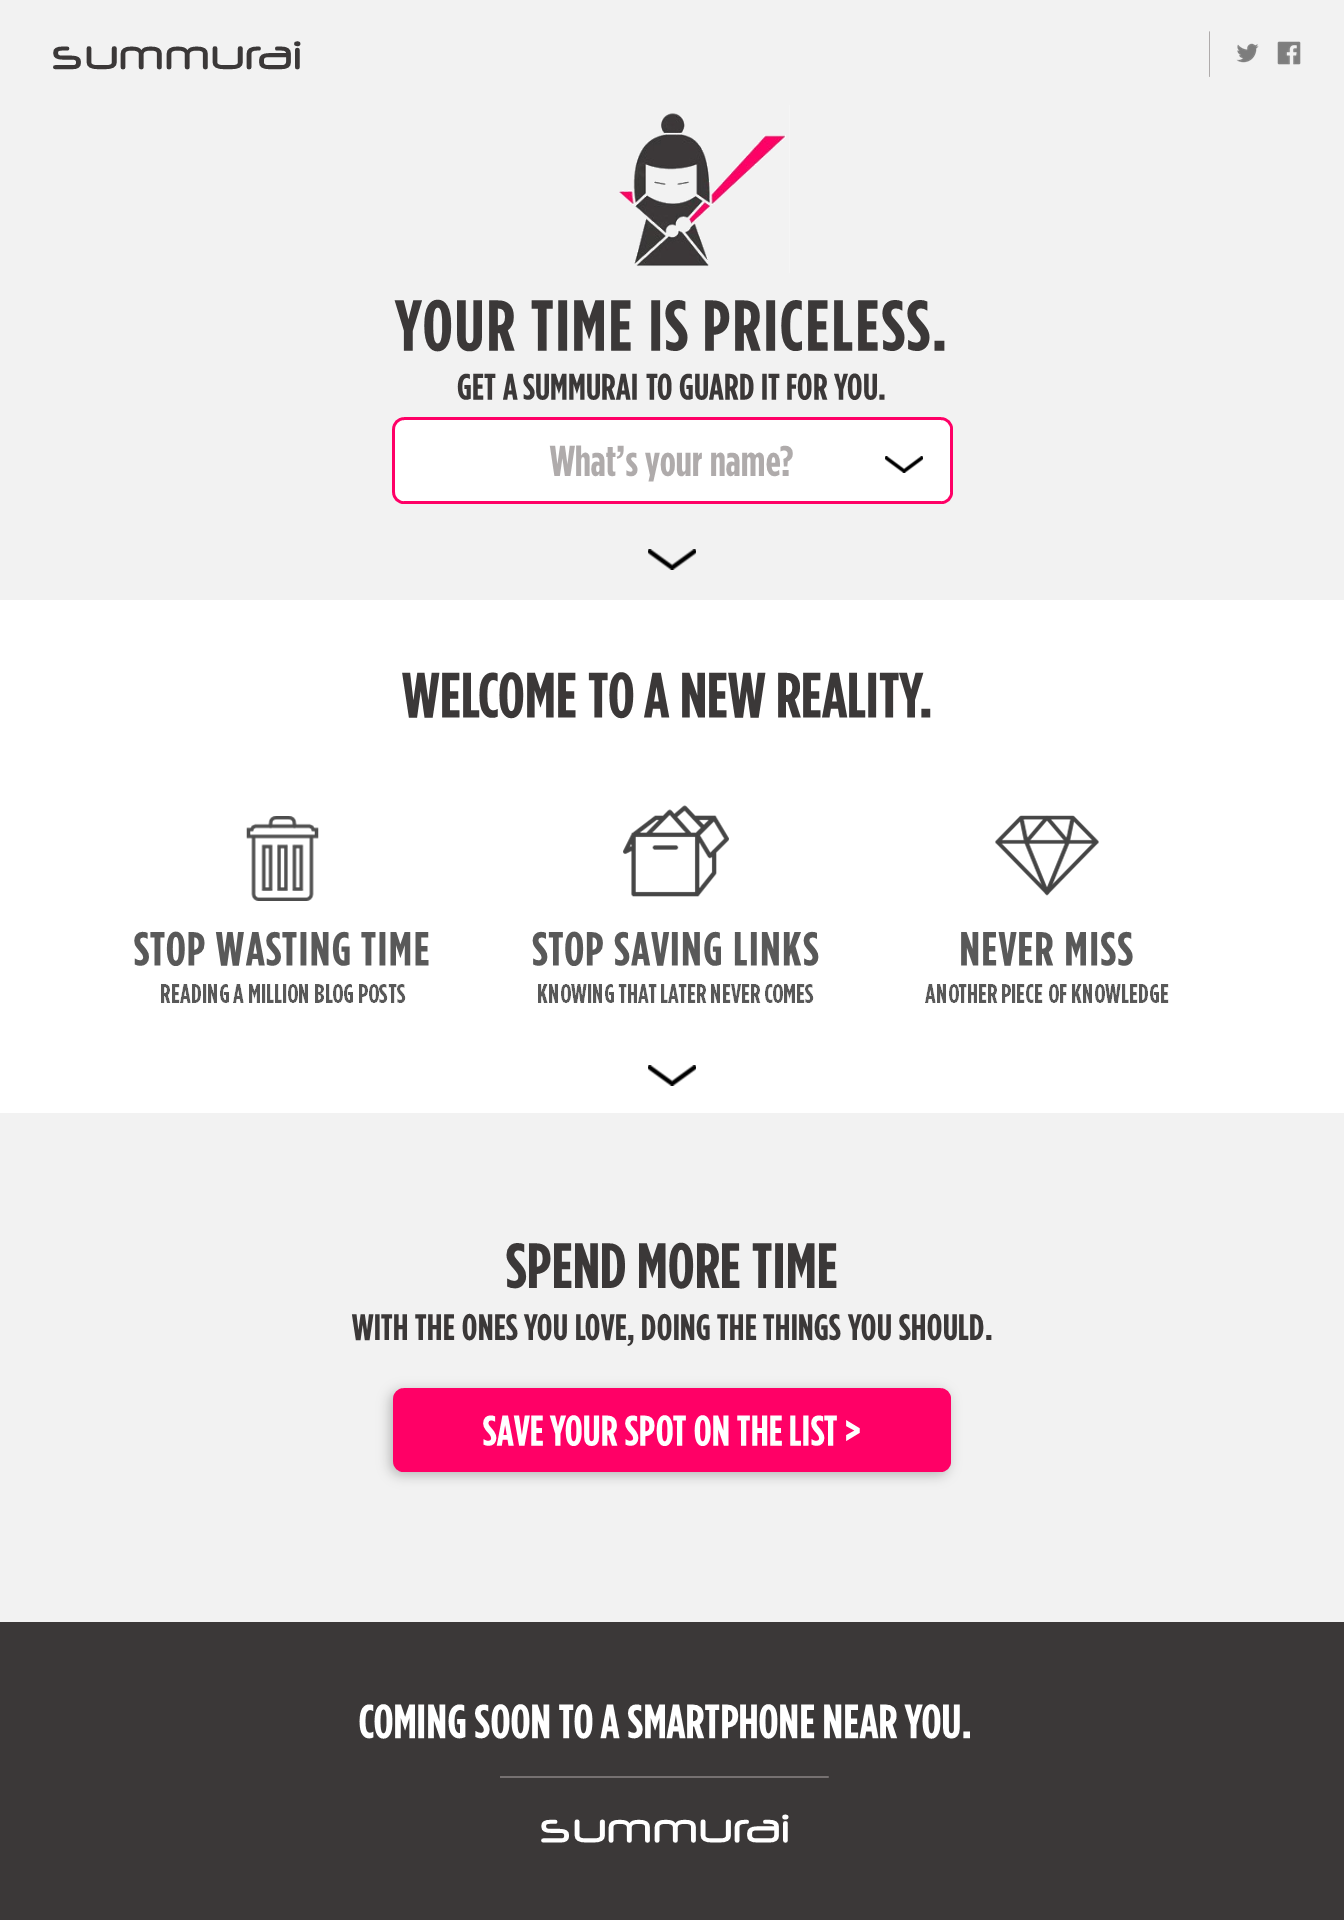 summurai
YOUR TIME IS PRICELESS.
GET A SUMMURAI TO GUARD IT FOR YOU.
What's your name?
WELCOME TO A NEW REALITY.
STOP WASTING TIME
READING A MILLION BLOG POSTS
STOP SAVING LINKS
KNOWING THAT LATER NEVER COMES
NEVER MISS
ANOTHER PIECE OF KNOWLEDGE
SPEND MORE TIME
WITH THE ONES YOU LOVE, DOING THE THINGS YOU SHOULD.
SAVE YOUR SPOT ON THE LIST >
COMING SOON TO A SMARTPHONE NEAR YOU.
summurai